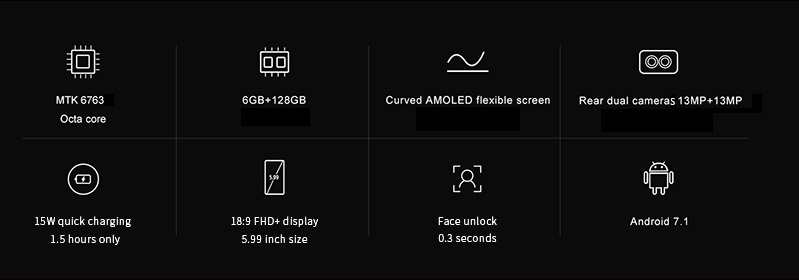 MTK 6763
Octa core
6GB+128GB
Curved AMOLED flexible screen
Rear dual cameras 13MP+13MP
15W quick charging
1.5 hours only
5.99
18:9 FHD+ display
5.99 inch size
Face unlock
0.3 seconds
Android 7.1